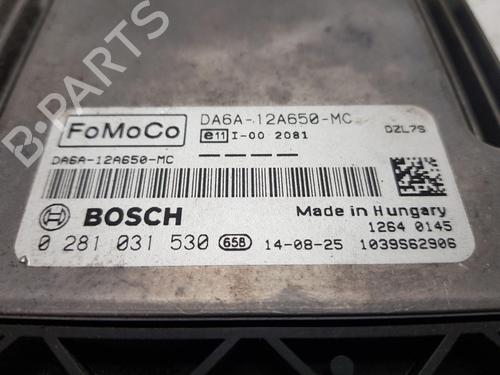 B-PARTS
FoMoCo
DA6A-12A650-MC
e11 I-00 2081
DZL7S
DA6A-12A650-MC
BOSCH
Made in Hungary
1264 0145
0 281 031 530 658 14-08-25 1039S62906